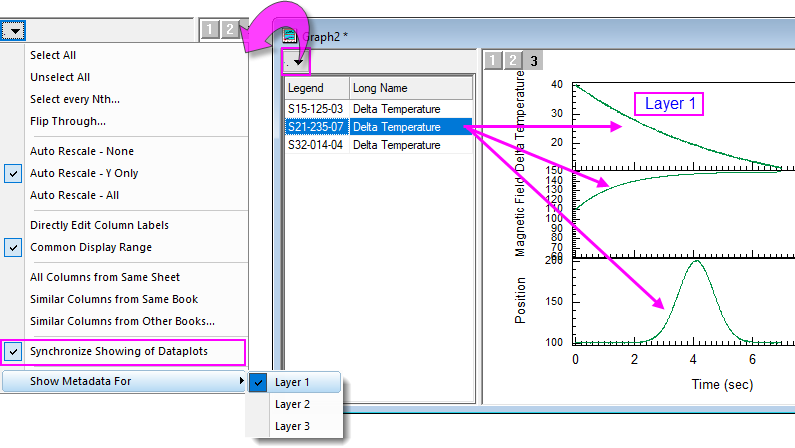 1 2
Select All
Unselect All
Select every Nth...
Flip Through...
Auto Rescale - None
Auto Rescale - Y Only
Auto Rescale - All
Directly Edit Column Labels
Common Display Range
All Columns from Same Sheet
Similar Columns from Same Book
Similar Columns from Other Books...
Synchronize Showing of Dataplots
Show Metadata For
Layer 1
Layer 2
Layer 3
Graph2 *
Legend Long Name
S15-125-03 Delta Temperature
S21-235-07 Delta Temperature
S32-014-04 Delta Temperature
1 2 3
Layer 1
Delta Temperature
40
30
20
Magnetic Field
150
140
130
120
110
100
90
80
70
60
Position
200
150
100
0 2 4 6
Time (sec)